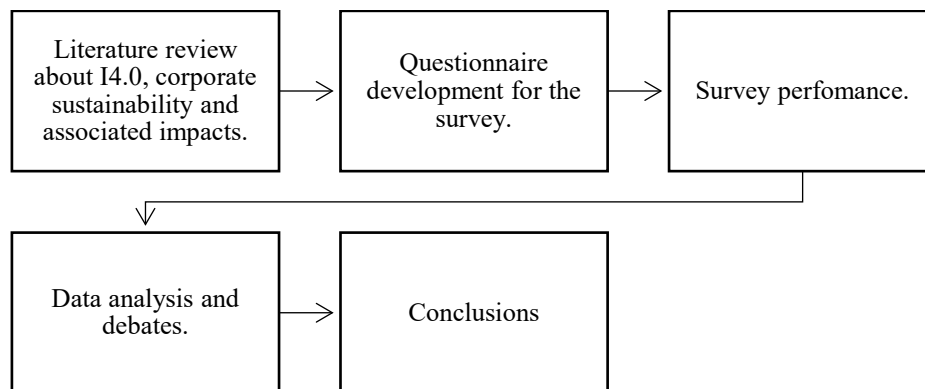 Literature review
about I4.0, corporate
sustainability and
associated impacts.
Questionnaire
development for the
survey.
Survey perfomance.
Data analysis and
debates.
Conclusions